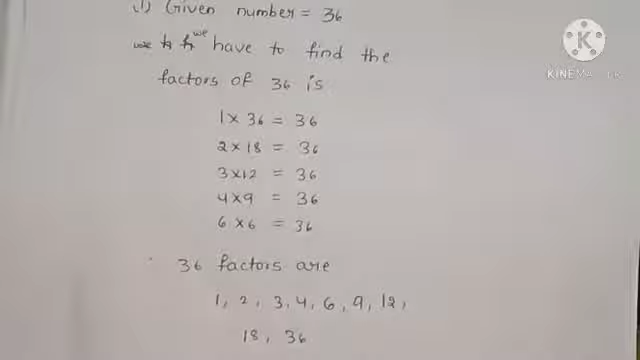 1) Given number = 36
we have to find the
factors of 36 is
1 × 36 = 36
2 × 18 = 36
3 × 12 = 36
4 × 9 = 36
6 × 6 = 36
36 factors are
1, 2, 3, 4, 6, 9, 12,
18, 36
KINEMASTER